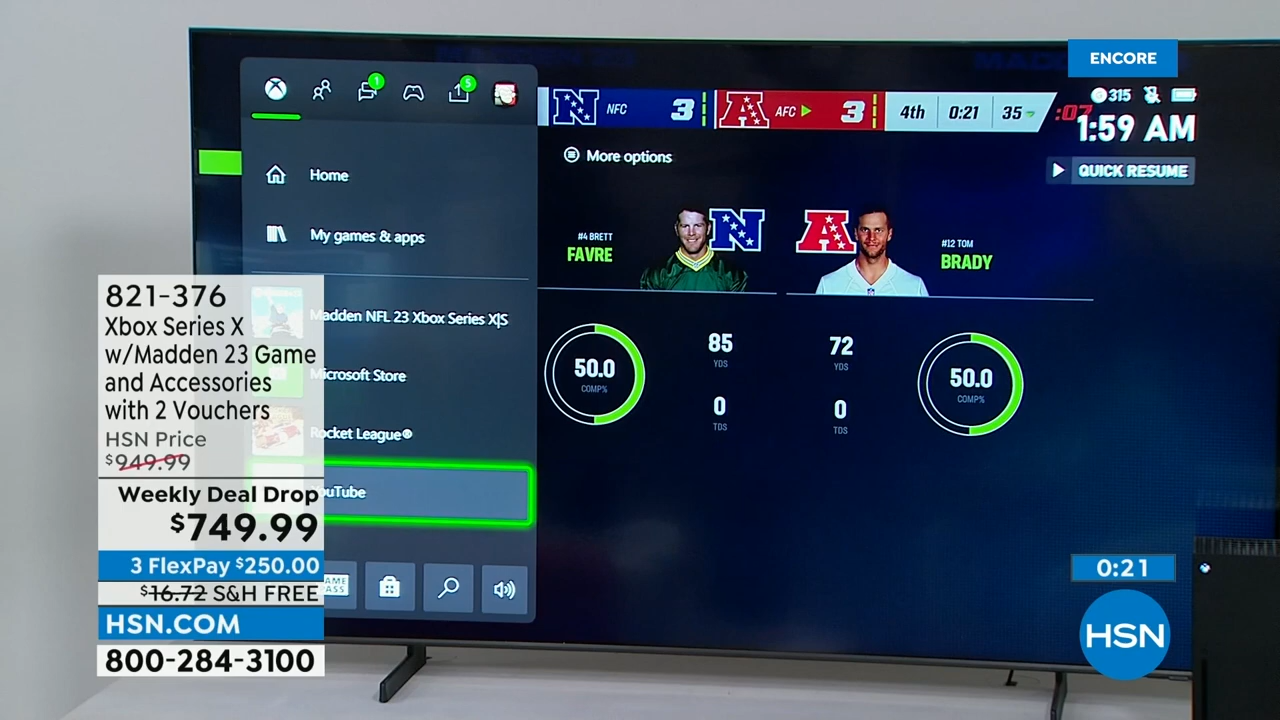 ENCORE
1
5
NFC
3
AFC
3
4th
0:21
35
:07
315
1:59 AM
More options
QUICK RESUME
Home
My games & apps
#4 BRETT
FAVRE
#12 TOM
BRADY
Madden NFL 23 Xbox Series X|S
Microsoft Store
Rocket League®
YouTube
50.0
COMP%
85
YDS
0
TDS
72
YDS
0
TDS
50.0
COMP%
821-376
Xbox Series X
w/Madden 23 Game
and Accessories
with 2 Vouchers
HSN Price
$949.99
Weekly Deal Drop
$749.99
3 FlexPay $250.00
$16.72 S&H FREE
HSN.COM
800-284-3100
0:21
HSN